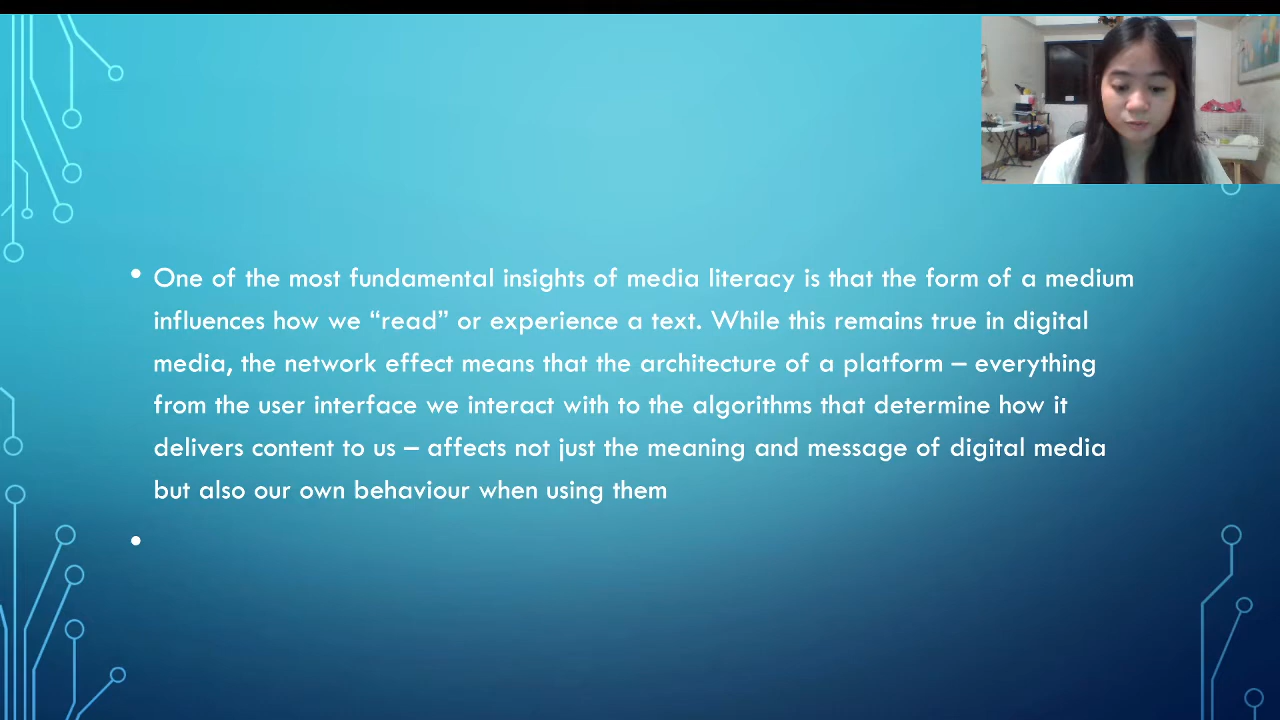 • One of the most fundamental insights of media literacy is that the form of a medium
influences how we “read” or experience a text. While this remains true in digital
media, the network effect means that the architecture of a platform – everything
from the user interface we interact with to the algorithms that determine how it
delivers content to us – affects not just the meaning and message of digital media
but also our own behaviour when using them
•